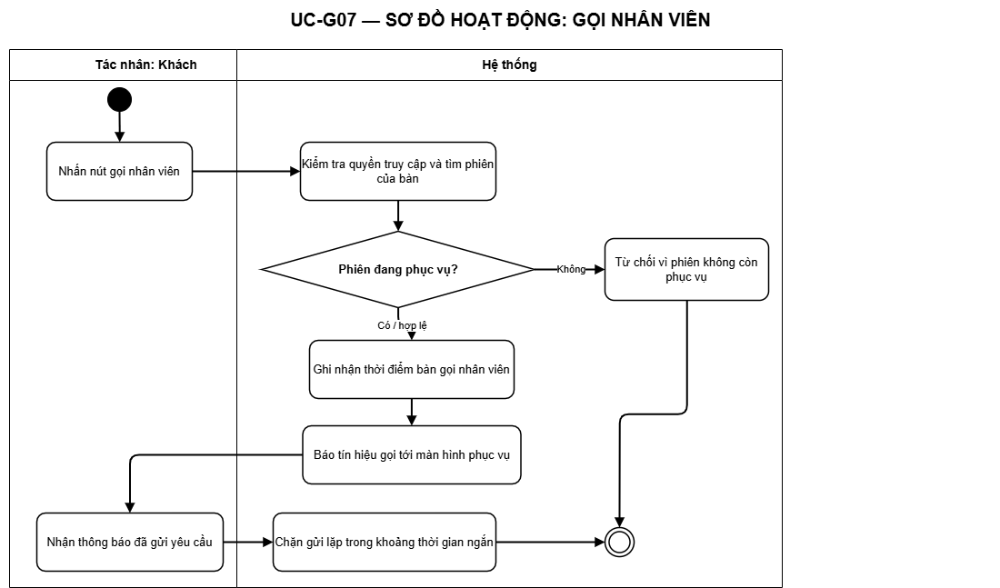 UC-G07 — SƠ ĐỒ HOẠT ĐỘNG: GỌI NHÂN VIÊN
Tác nhân: Khách
Hệ thống
Nhấn nút gọi nhân viên
Kiểm tra quyền truy cập và tìm phiên
của bàn
Phiên đang phục vụ?
Không
Từ chối vì phiên không còn
phục vụ
Có / hợp lệ
Ghi nhận thời điểm bàn gọi nhân viên
Báo tín hiệu gọi tới màn hình phục vụ
Nhận thông báo đã gửi yêu cầu
Chặn gửi lặp trong khoảng thời gian ngắn